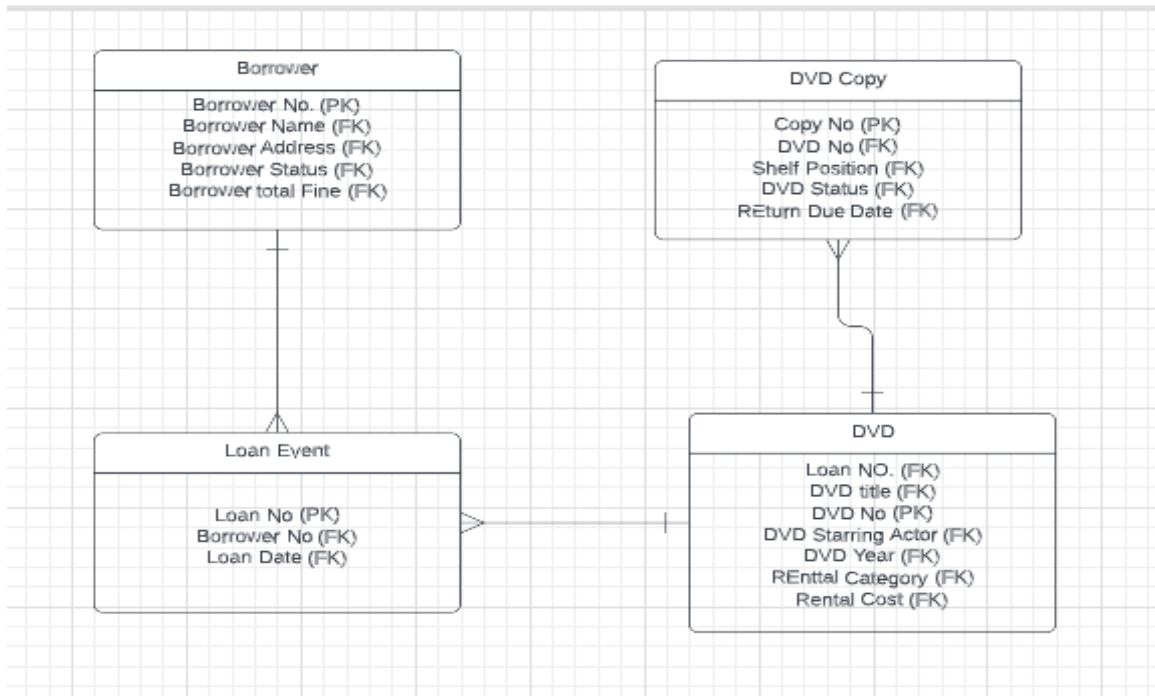 Borrower
Borrower No. (PK)
Borrower Name (FK)
Borrower Address (FK)
Borrower Status (FK)
Borrower total Fine (FK)
DVD Copy
Copy No (PK)
DVD No (FK)
Shelf Position (FK)
DVD Status (FK)
REturn Due Date (FK)
Loan Event
Loan No (PK)
Borrower No (FK)
Loan Date (FK)
DVD
Loan NO. (FK)
DVD title (FK)
DVD No (PK)
DVD Starring Actor (FK)
DVD Year (FK)
REnttal Category (FK)
Rental Cost (FK)